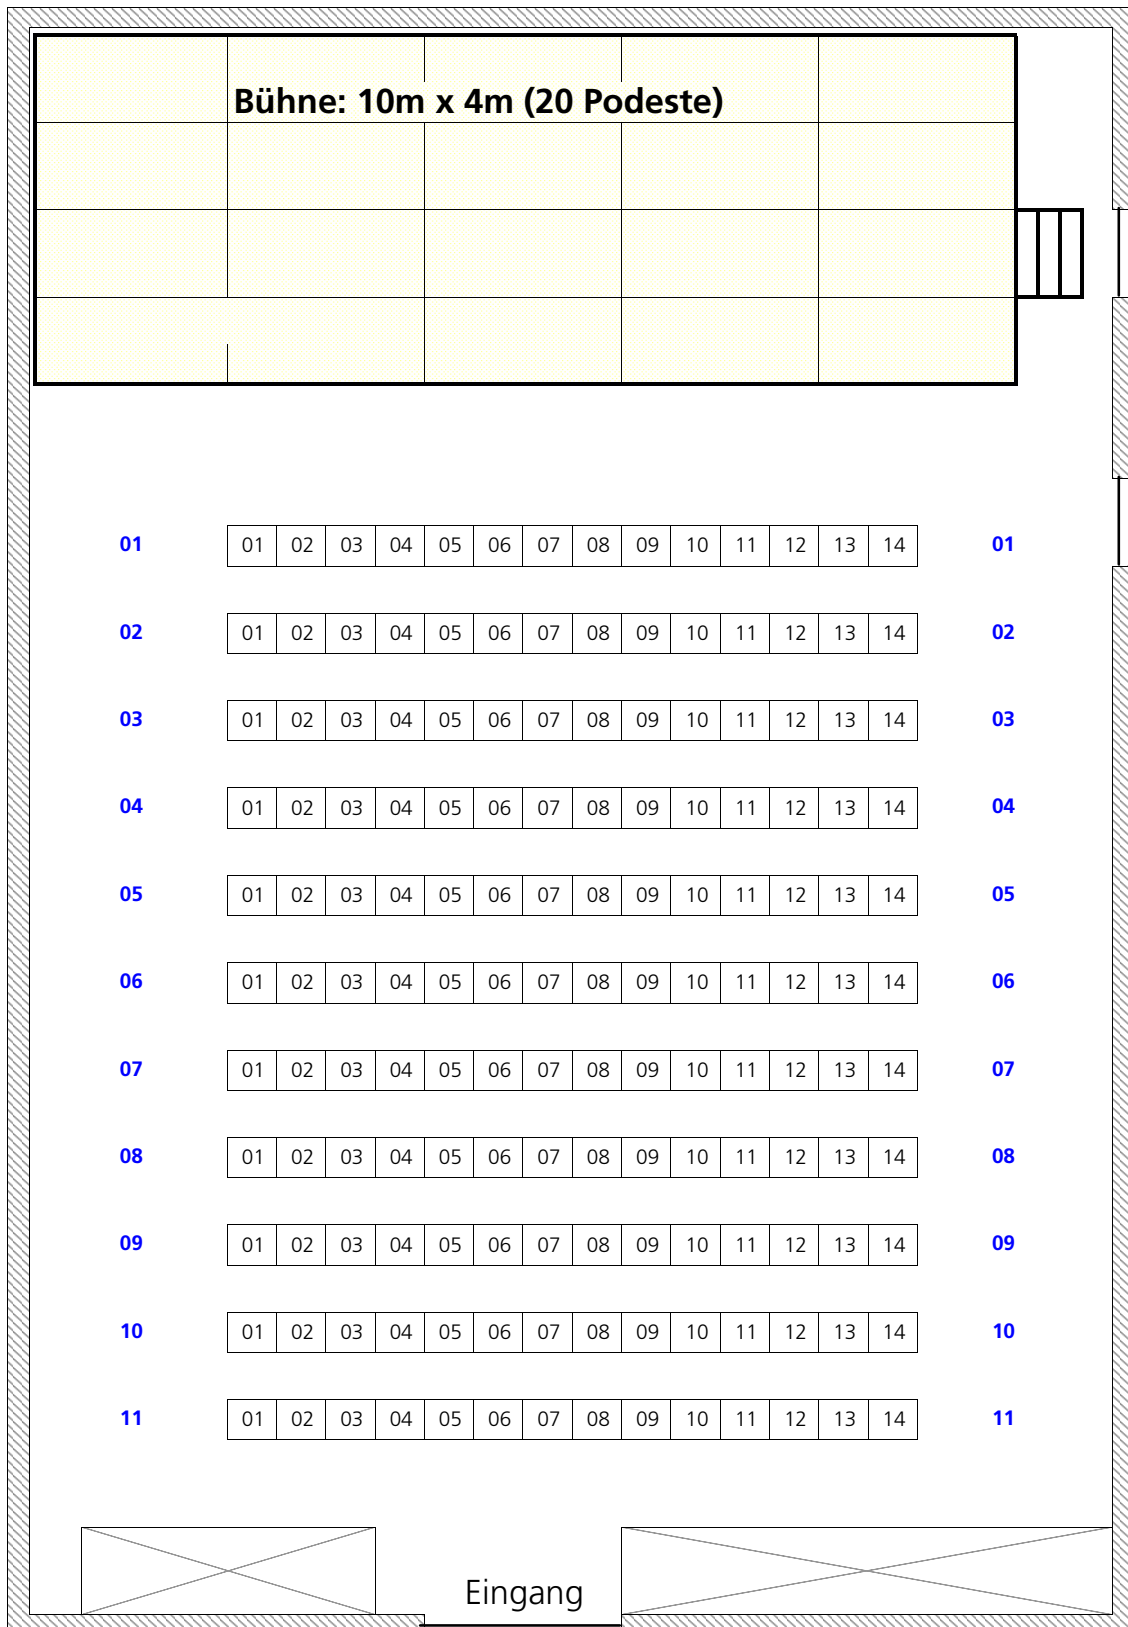 Bühne: 10m x 4m (20 Podeste)
01 01 02 03 04 05 06 07 08 09 10 11 12 13 14 01
02 01 02 03 04 05 06 07 08 09 10 11 12 13 14 02
03 01 02 03 04 05 06 07 08 09 10 11 12 13 14 03
04 01 02 03 04 05 06 07 08 09 10 11 12 13 14 04
05 01 02 03 04 05 06 07 08 09 10 11 12 13 14 05
06 01 02 03 04 05 06 07 08 09 10 11 12 13 14 06
07 01 02 03 04 05 06 07 08 09 10 11 12 13 14 07
08 01 02 03 04 05 06 07 08 09 10 11 12 13 14 08
09 01 02 03 04 05 06 07 08 09 10 11 12 13 14 09
10 01 02 03 04 05 06 07 08 09 10 11 12 13 14 10
11 01 02 03 04 05 06 07 08 09 10 11 12 13 14 11
Eingang